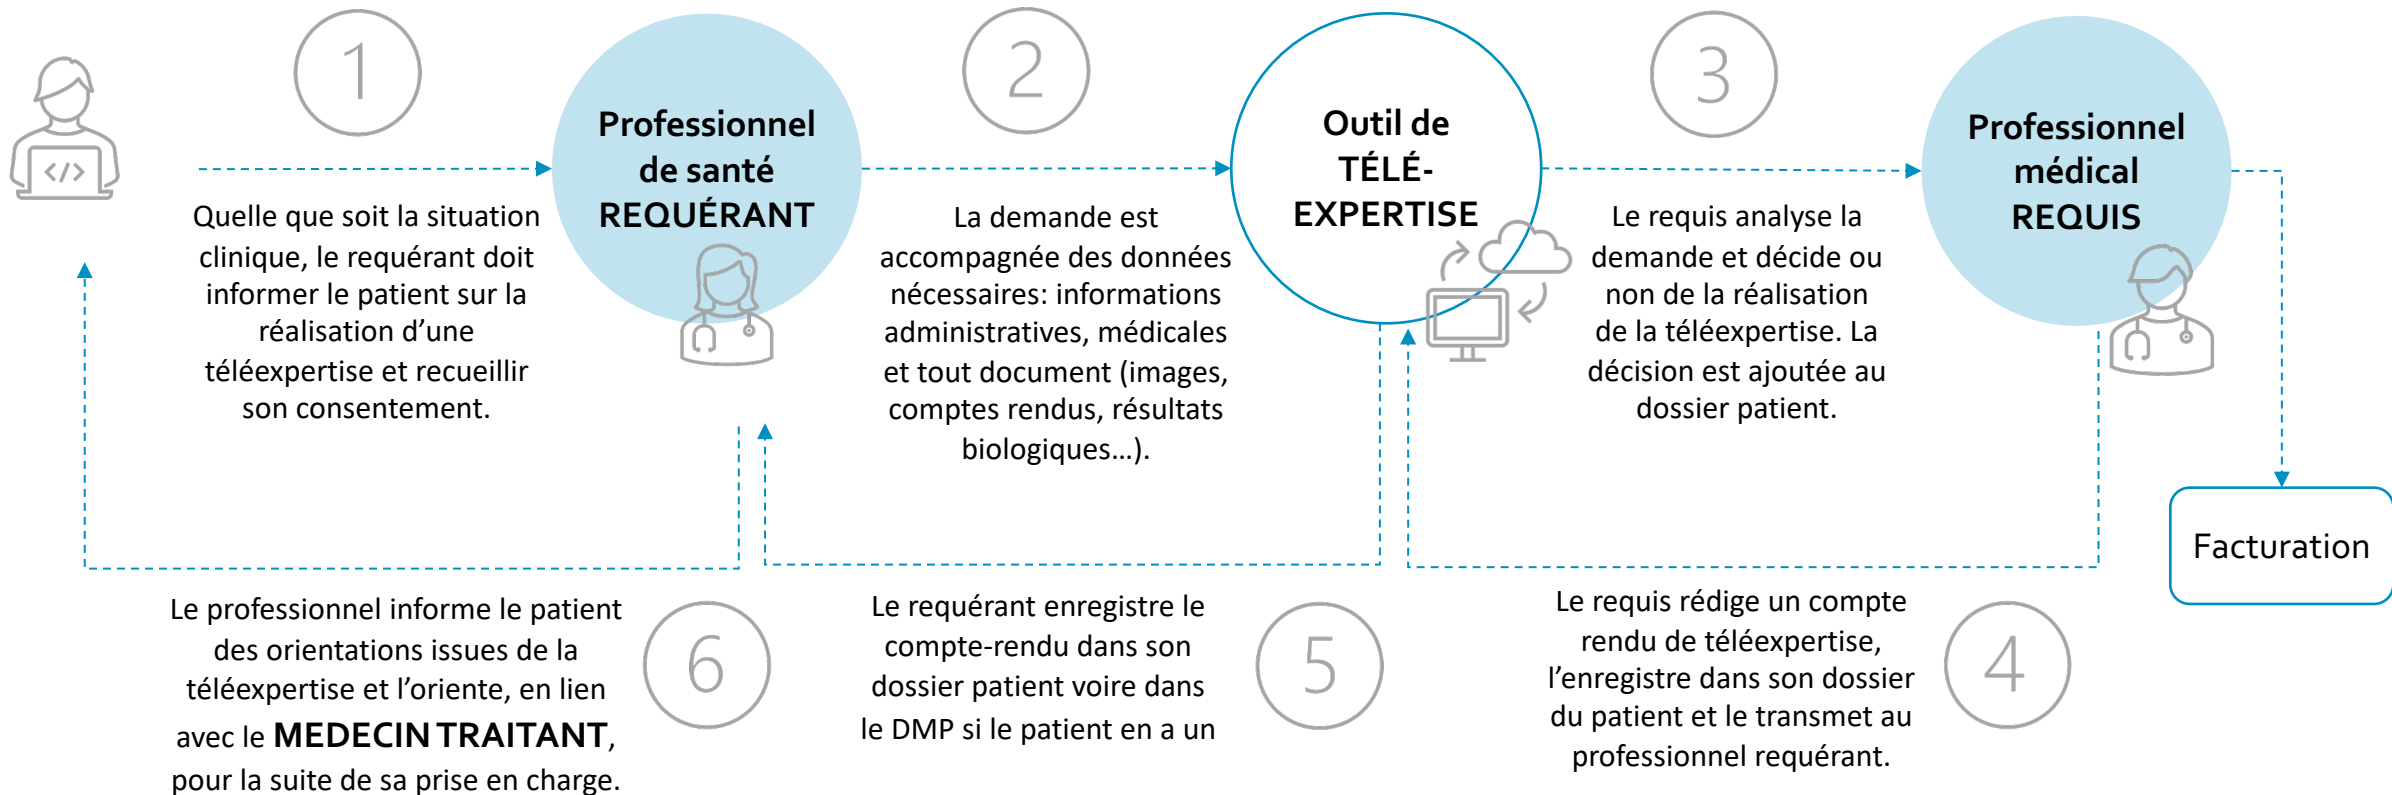 1
Professionnel
de santé
REQUÉRANT
Quelle que soit la situation
clinique, le requérant doit
informer le patient sur la
réalisation d’une
téléexpertise et recueillir
son consentement.
2
La demande est
accompagnée des données
nécessaires: informations
administratives, médicales
et tout document (images,
comptes rendus, résultats
biologiques…).
Outil de
TÉLÉ-
EXPERTISE
</>
3
Le requis analyse la
demande et décide ou
non de la réalisation
de la téléexpertise. La
décision est ajoutée au
dossier patient.
Professionnel
médical
REQUIS
Facturation
Le requis rédige un compte
rendu de téléexpertise,
l’enregistre dans son dossier
du patient et le transmet au
professionnel requérant.
4
Le requérant enregistre le
compte-rendu dans son
dossier patient voire dans
le DMP si le patient en a un
5
Le professionnel informe le patient
des orientations issues de la
téléexpertise et l’oriente, en lien
avec le MEDECIN TRAITANT,
pour la suite de sa prise en charge.
6